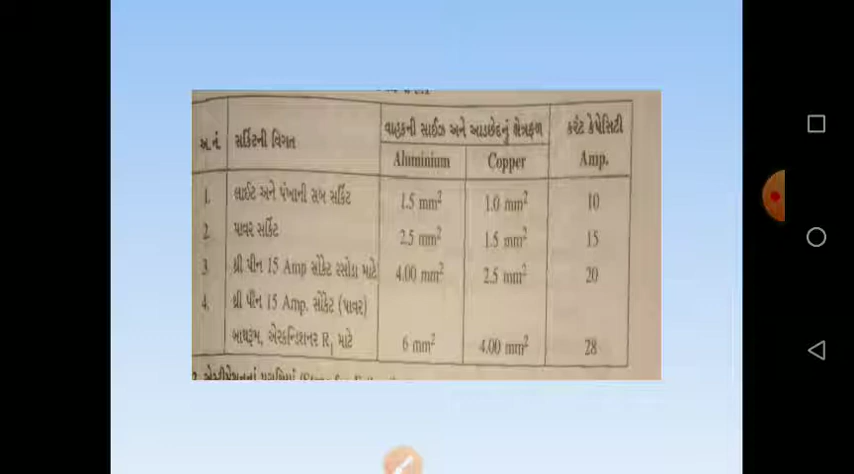 વાહકની સાઈઝ અને આડછેદનું ક્ષેત્રફળ કરંટ કેપેસિટી
અ.નં. સર્કિટની વિગત Aluminium Copper Amp.
1. લાઈટ અને પંખાની સબ સર્કિટ 1.5 mm² 1.0 mm² 10
2. પાવર સર્કિટ 2.5 mm² 1.5 mm² 15
3. થ્રી પીન 15 Amp સોકેટ રસોડા માટે 4.00 mm² 2.5 mm² 20
4. થ્રી પીન 15 Amp. સોકેટ (પાવર)
બાથરૂમ, એરકન્ડિશનર R, માટે 6 mm² 4.00 mm² 28